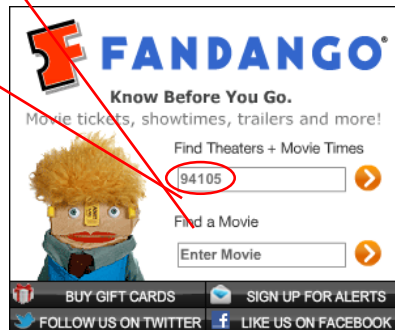 FANDANGO
Know Before You Go.
Movie tickets, showtimes, trailers and more!
Find Theaters + Movie Times
94105
Find a Movie
Enter Movie
BUY GIFT CARDS
SIGN UP FOR ALERTS
FOLLOW US ON TWITTER
LIKE US ON FACEBOOK